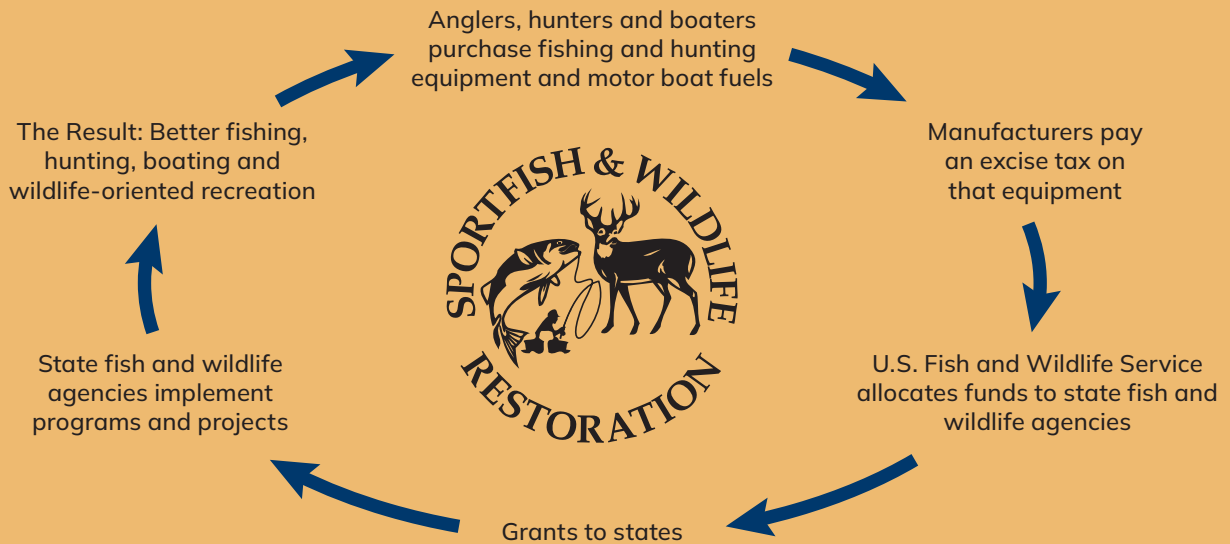 Anglers, hunters and boaters
purchase fishing and hunting
equipment and motor boat fuels
Manufacturers pay
an excise tax on
that equipment
U.S. Fish and Wildlife Service
allocates funds to state fish and
wildlife agencies
Grants to states
State fish and wildlife
agencies implement
programs and projects
The Result: Better fishing,
hunting, boating and
wildlife-oriented recreation
SPORTFISH & WILDLIFE
RESTORATION